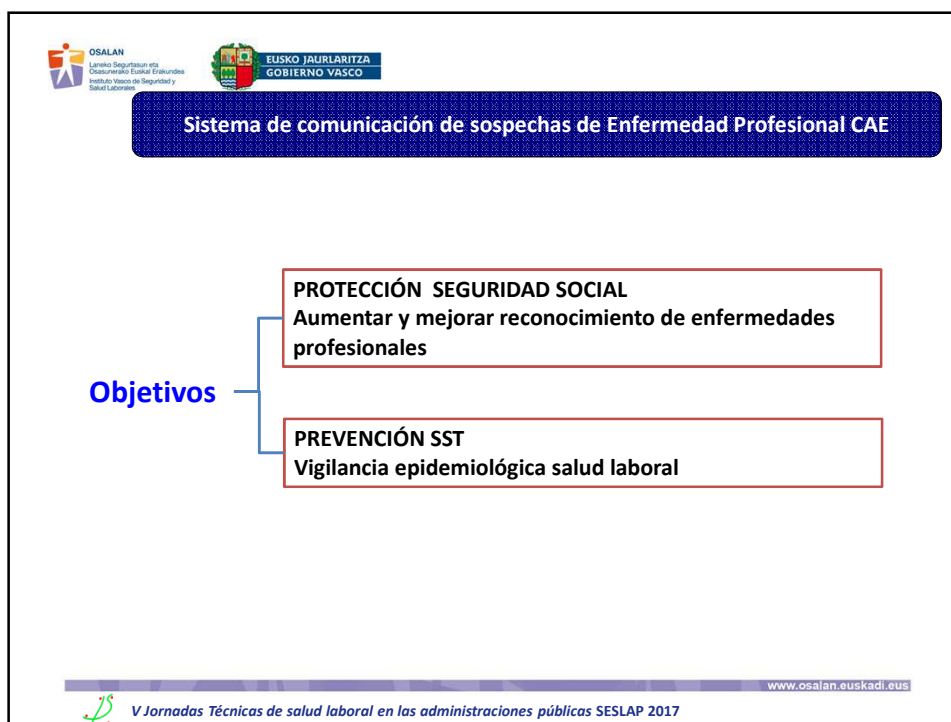 OSALAN
Laneko Segurtasun eta
Osasunerako Euskal Erakundea
Instituto Vasco de Seguridad y
Salud Laborales
EUSKO JAURLARITZA
GOBIERNO VASCO
Sistema de comunicación de sospechas de Enfermedad Profesional CAE
PROTECCIÓN SEGURIDAD SOCIAL
Aumentar y mejorar reconocimiento de enfermedades
profesionales
Objetivos
PREVENCIÓN SST
Vigilancia epidemiológica salud laboral
www.osalan.euskadi.eus
V Jornadas Técnicas de salud laboral en las administraciones públicas SESLAP 2017